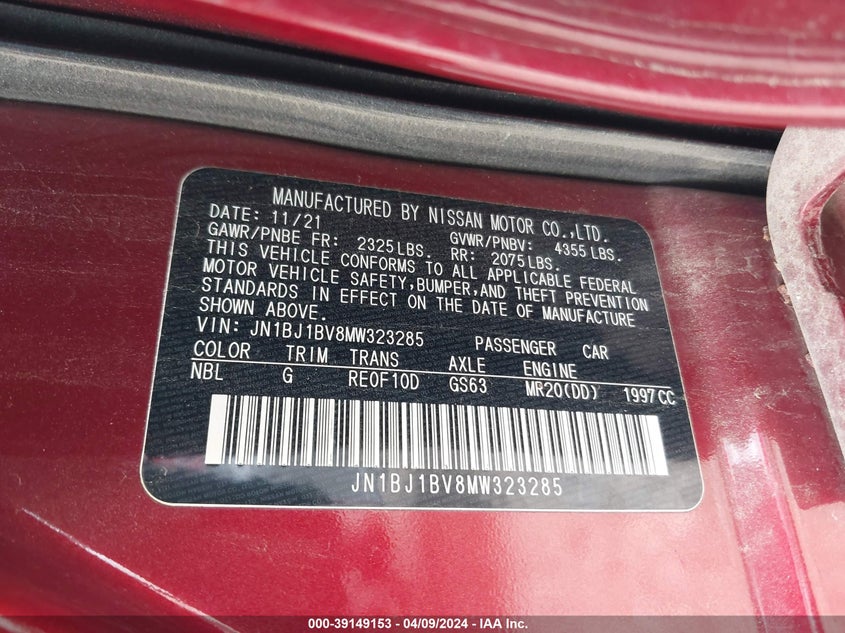 MANUFACTURED BY NISSAN MOTOR CO.,LTD.
DATE: 11/21
GAWR/PNBE FR: 2325LBS. GVWR/PNBV: 4355LBS.
RR: 2075LBS.
THIS VEHICLE CONFORMS TO ALL APPLICABLE FEDERAL
MOTOR VEHICLE SAFETY,BUMPER,AND THEFT PREVENTION
STANDARDS IN EFFECT ON THE DATE OF MANUFACTURE
SHOWN ABOVE.
VIN: JN1BJ1BV8MW323285 PASSENGER CAR
COLOR TRIM TRANS AXLE ENGINE
NBL G RE0F10D GS63 MR20(DD) 1997CC
JN1BJ1BV8MW323285
000-39149153 - 04/09/2024 - IAA Inc.